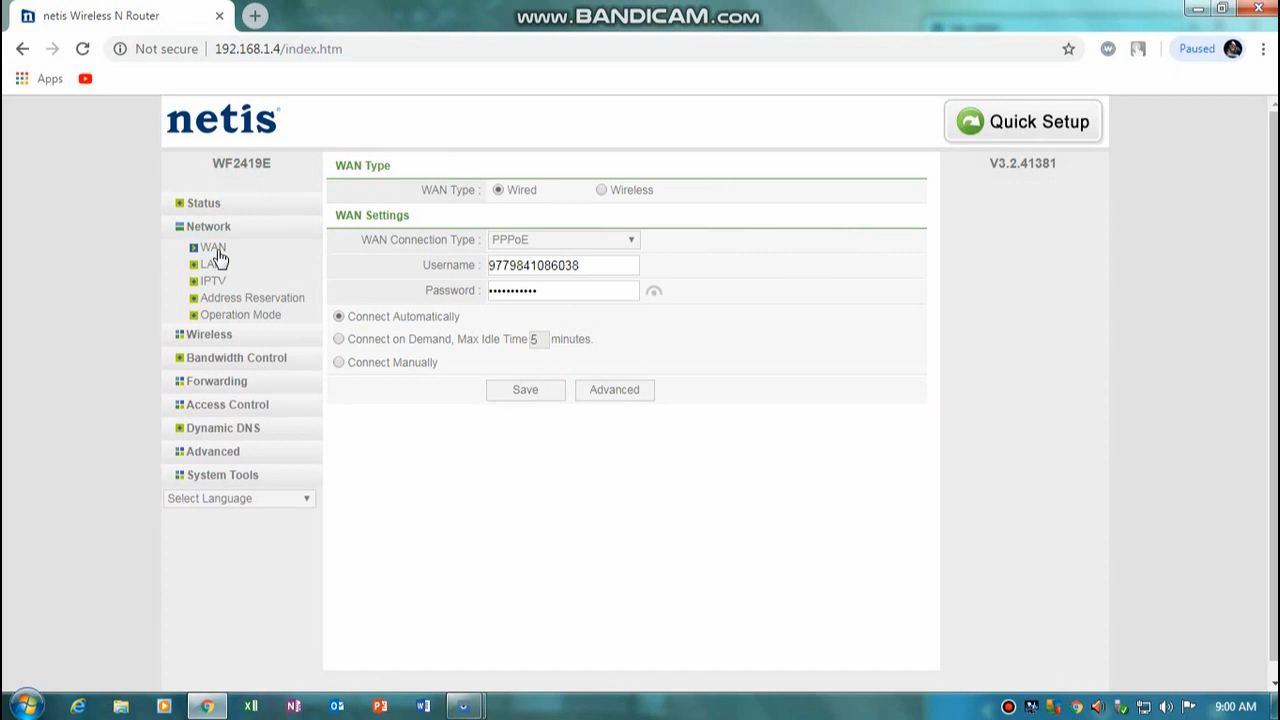 netis Wireless N Router
www.BANDICAM.com
Not secure | 192.168.1.4/index.htm
Paused
Apps
netis
Quick Setup
WF2419E
V3.2.41381
Status
Network
WAN
LAN
IPTV
Address Reservation
Operation Mode
Wireless
Bandwidth Control
Forwarding
Access Control
Dynamic DNS
Advanced
System Tools
Select Language
WAN Type
WAN Type : Wired Wireless
WAN Settings
WAN Connection Type : PPPoE
Username : 9779841086038
Password : •••••••••••
Connect Automatically
Connect on Demand, Max Idle Time 5 minutes.
Connect Manually
Save Advanced
9:00 AM